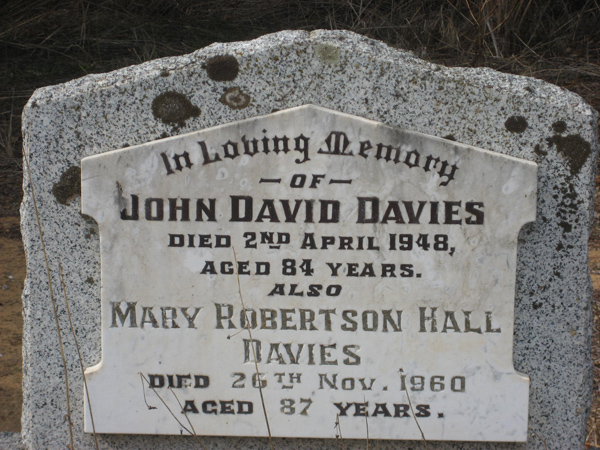 In Loving Memory
— OF —
JOHN DAVID DAVIES
DIED 2ND APRIL 1948,
AGED 84 YEARS.
ALSO
MARY ROBERTSON HALL
DAVIES
DIED 26TH NOV. 1960
AGED 87 YEARS.